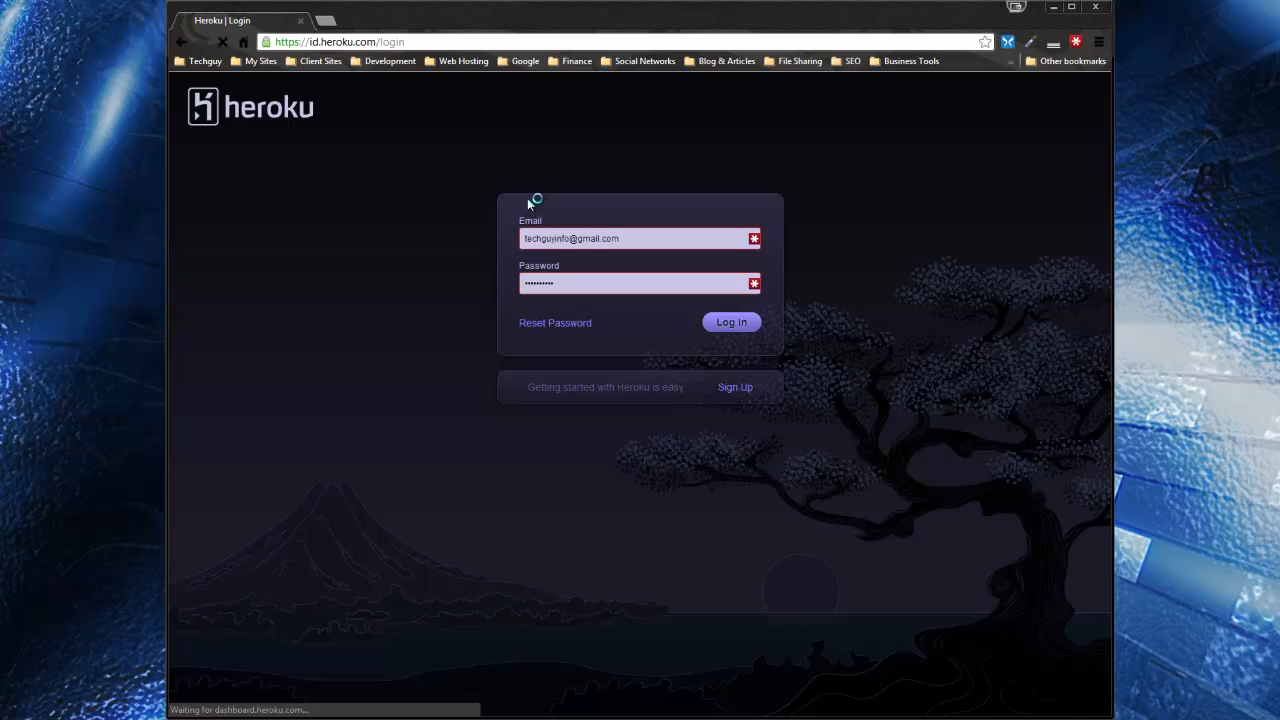 Heroku | Login
https://id.heroku.com/login
Techguy My Sites Client Sites Development Web Hosting Google Finance Social Networks Blog & Articles File Sharing SEO Business Tools » Other bookmarks
heroku
Email
techguyinfo@gmail.com
Password
••••••••••
Reset Password Log In
Getting started with Heroku is easy Sign Up
Waiting for dashboard.heroku.com...